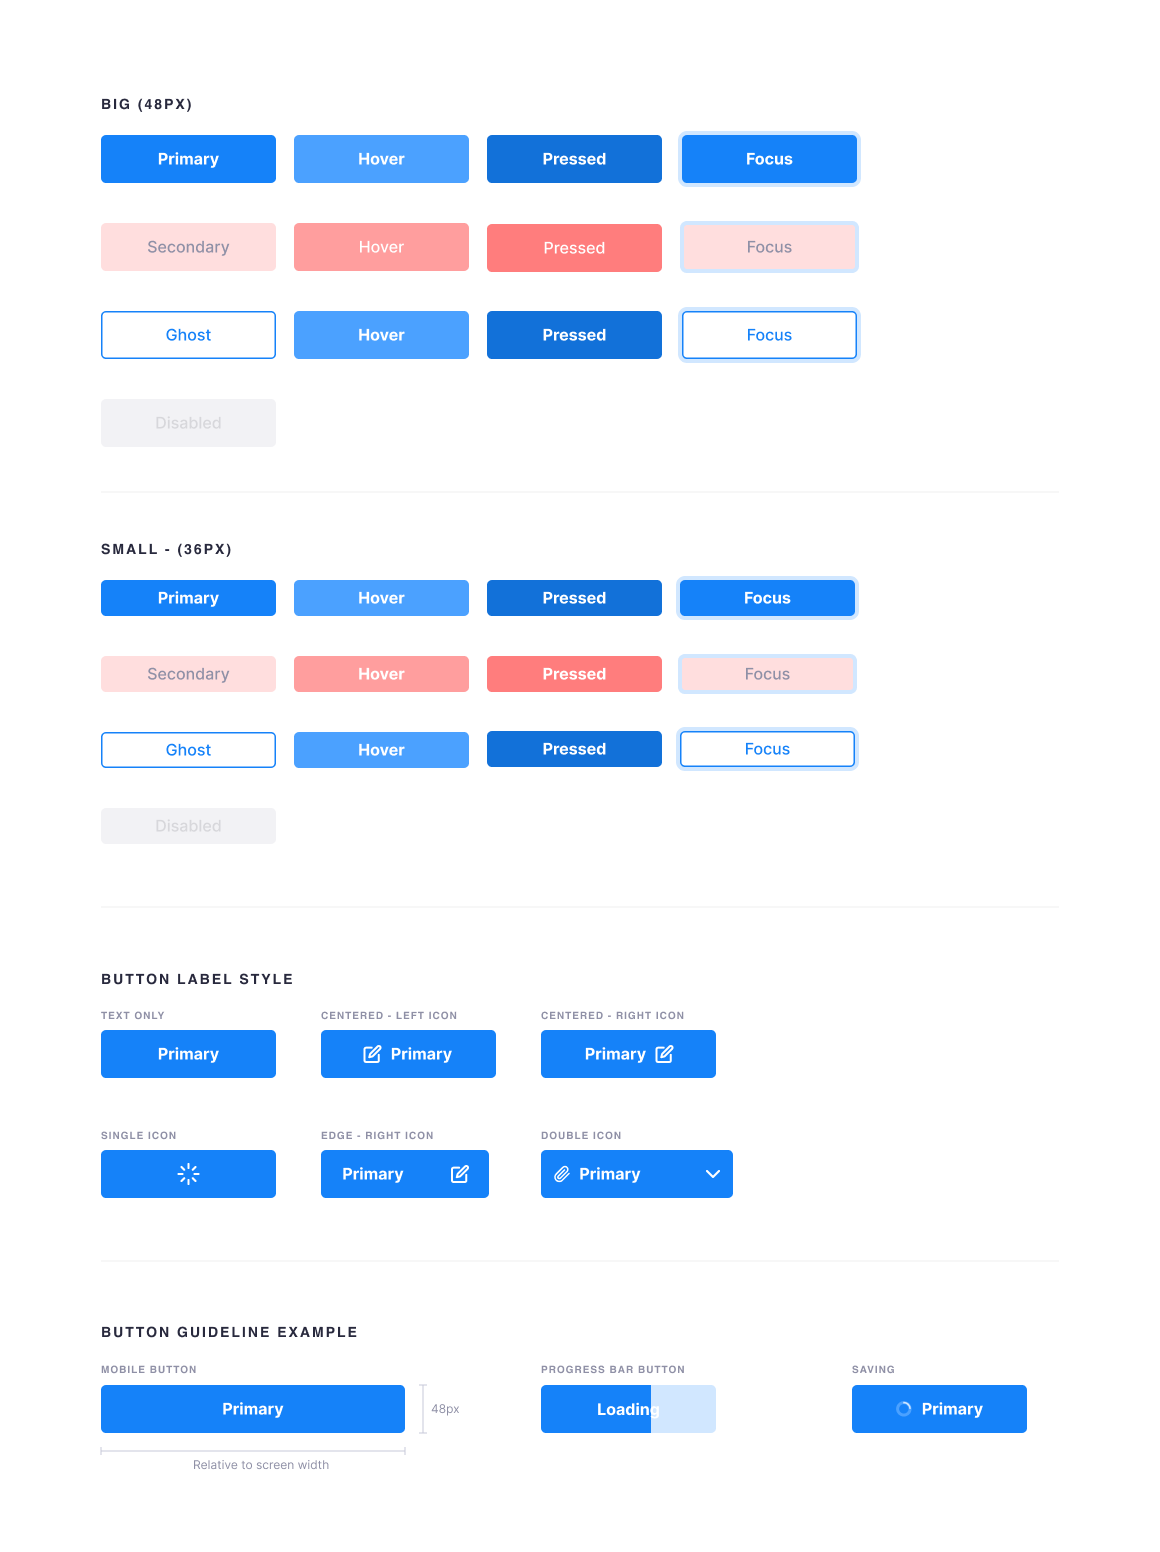 BIG (48PX)
Primary
Hover
Pressed
Focus
Secondary
Hover
Pressed
Focus
Ghost
Hover
Pressed
Focus
Disabled
SMALL - (36PX)
Primary
Hover
Pressed
Focus
Secondary
Hover
Pressed
Focus
Ghost
Hover
Pressed
Focus
Disabled
BUTTON LABEL STYLE
TEXT ONLY
CENTERED - LEFT ICON
CENTERED - RIGHT ICON
Primary
Primary
Primary
SINGLE ICON
EDGE - RIGHT ICON
DOUBLE ICON
Primary
Primary
BUTTON GUIDELINE EXAMPLE
MOBILE BUTTON
PROGRESS BAR BUTTON
SAVING
Primary
48px
Loading
Primary
Relative to screen width